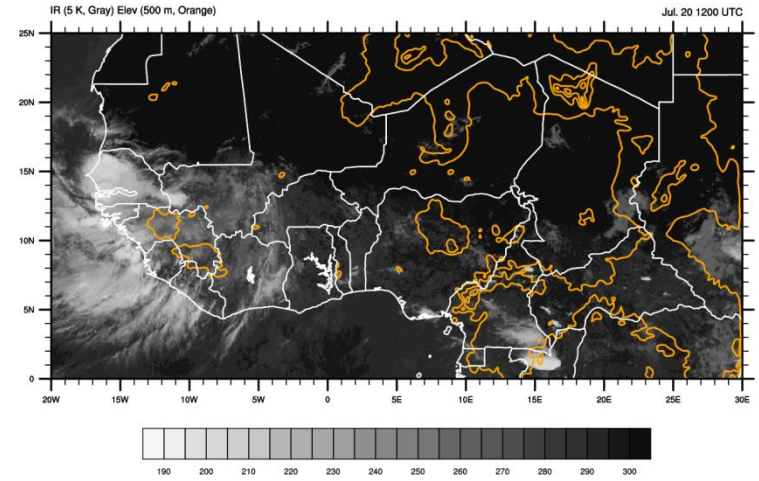 IR (5 K, Gray) Elev (500 m, Orange)
Jul. 20 1200 UTC
25N
20N
15N
10N
5N
0
20W 15W 10W 5W 0 5E 10E 15E 20E 25E 30E
190 200 210 220 230 240 250 260 270 280 290 300